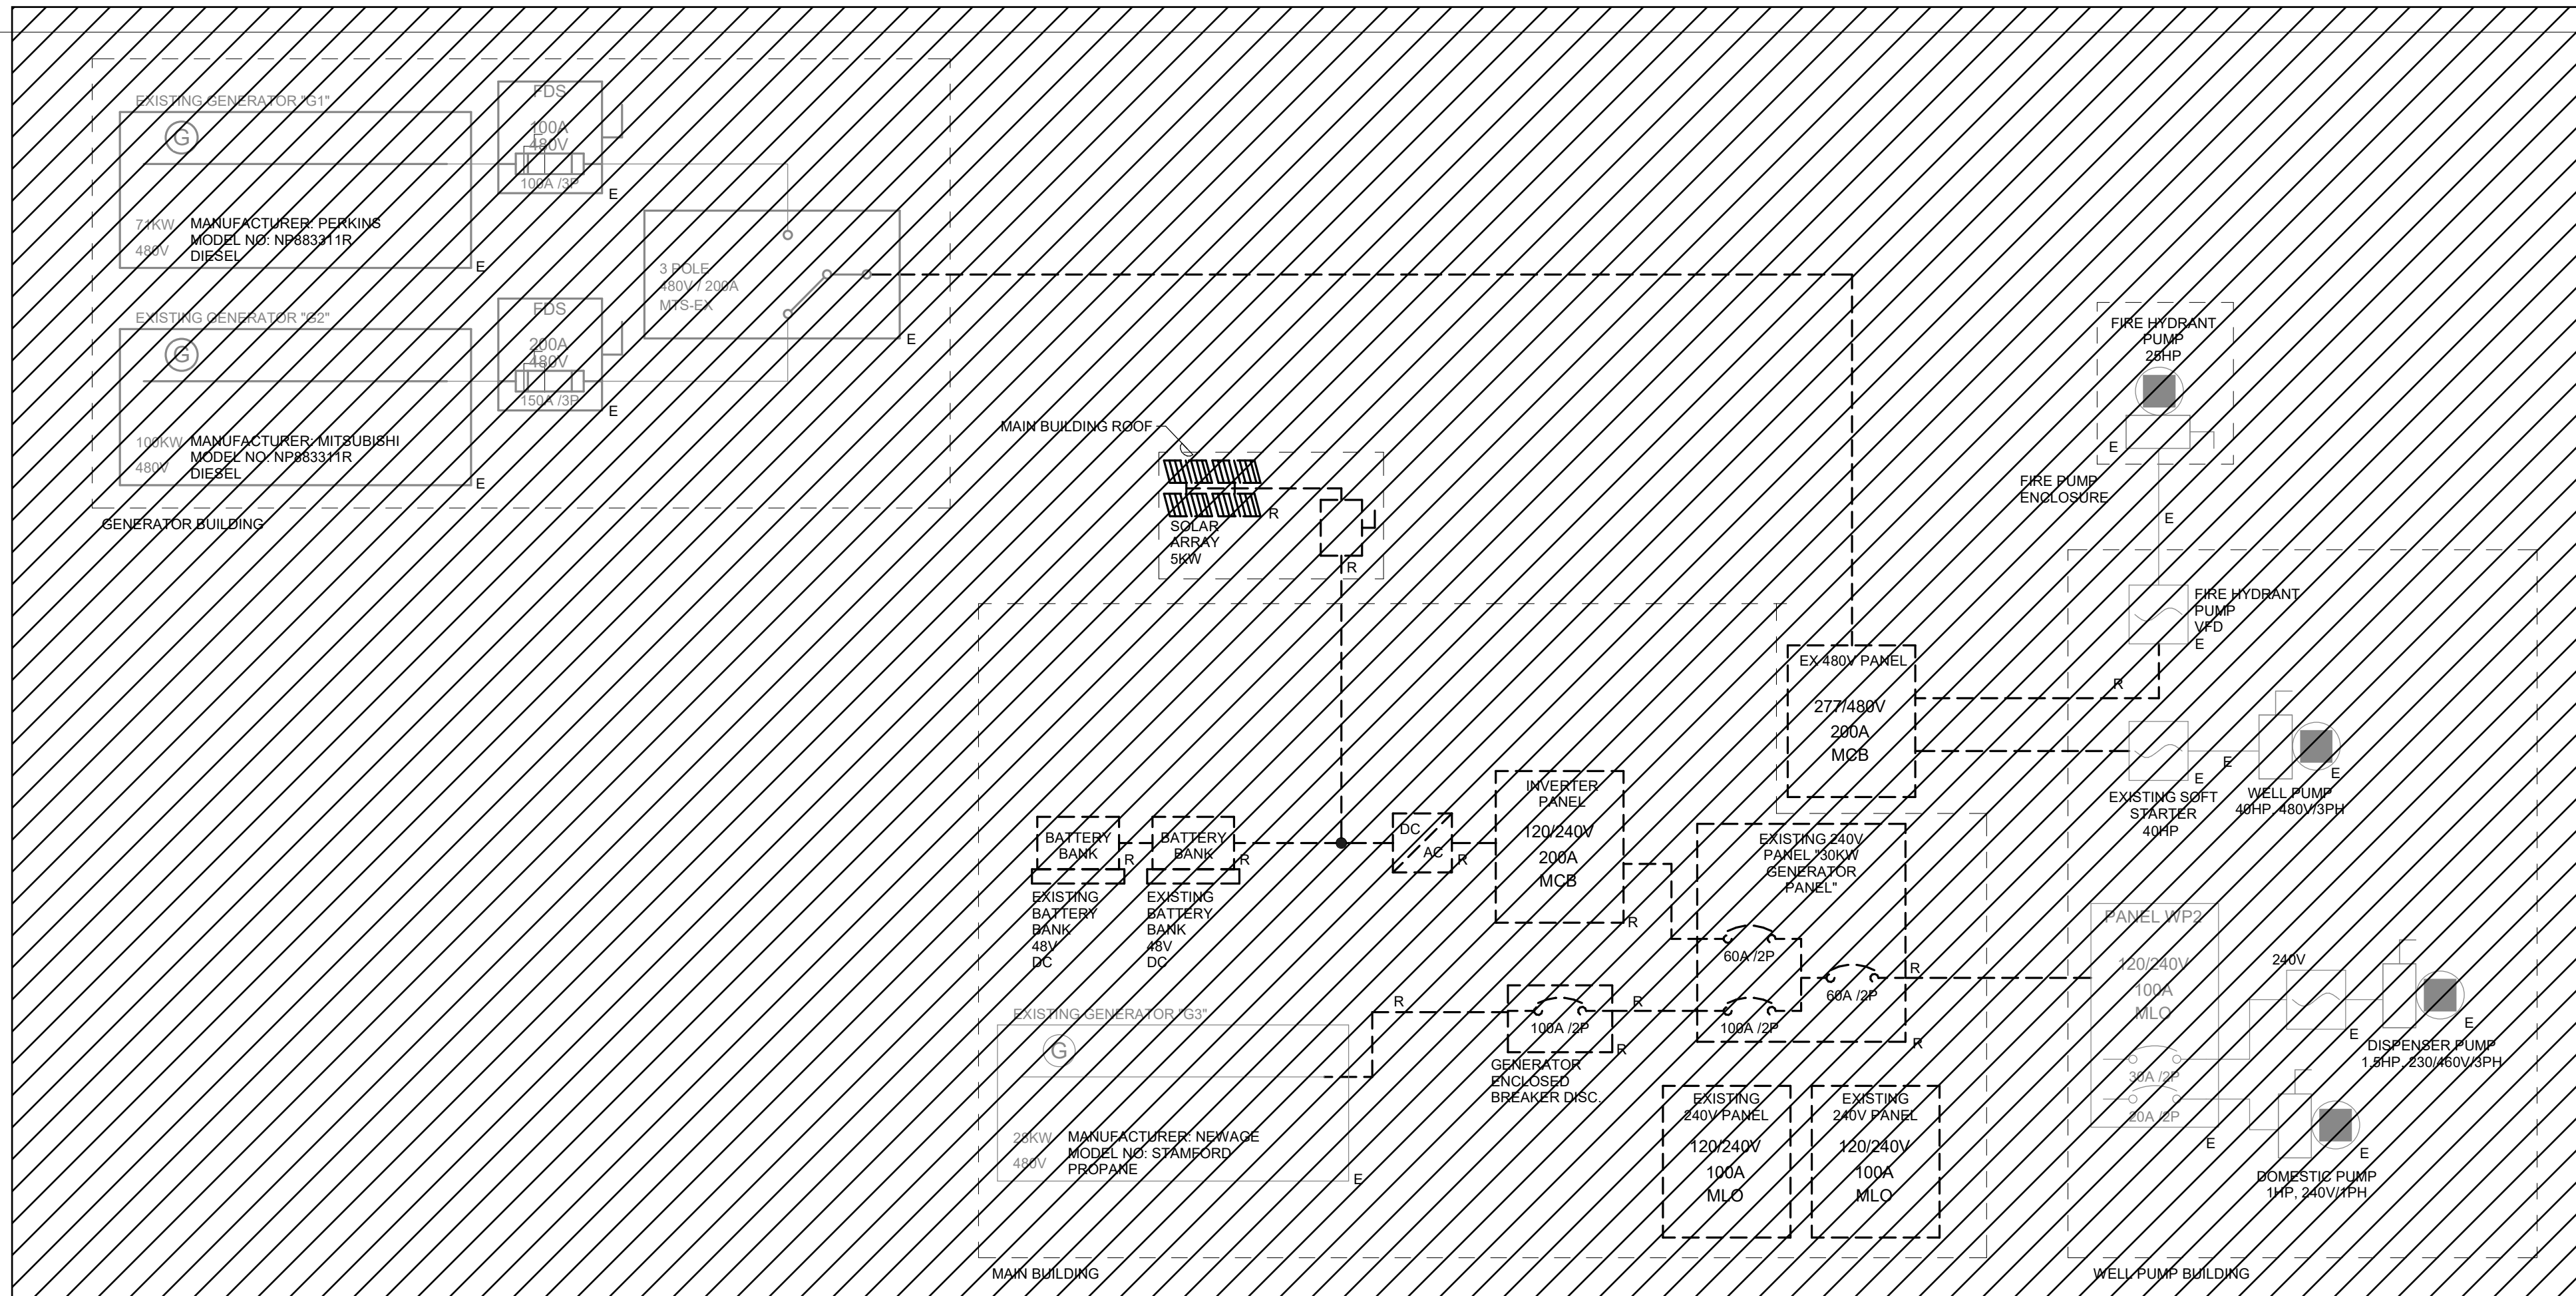 EXISTING GENERATOR "G1"
G
71KW
480V
MANUFACTURER: PERKINS
MODEL NO: NP883311R
DIESEL
E
FDS
100A
480V
100A /3P
E
3 POLE
480V / 200A
MTS-EX
E
EXISTING GENERATOR "G2"
G
100KW
480V
MANUFACTURER: MITSUBISHI
MODEL NO: NP883311R
DIESEL
E
FDS
200A
480V
150A /3P
E
GENERATOR BUILDING
MAIN BUILDING ROOF
SOLAR
ARRAY
5KW
R
R
FIRE HYDRANT
PUMP
25HP
E
FIRE PUMP
ENCLOSURE
E
FIRE HYDRANT
PUMP
VFD
E
EX 480V PANEL
277/480V
200A
MCB
R
EXISTING SOFT
STARTER
40HP
E
E
WELL PUMP
40HP, 480V/3PH
E
BATTERY
BANK
R
EXISTING
BATTERY
BANK
48V
DC
BATTERY
BANK
R
EXISTING
BATTERY
BANK
48V
DC
DC
AC
R
INVERTER
PANEL
120/240V
200A
MCB
R
EXISTING 240V
PANEL "30KW
GENERATOR
PANEL"
60A /2P
60A /2P
100A /2P
R
R
EXISTING GENERATOR "G3"
G
28KW
480V
MANUFACTURER: NEWAGE
MODEL NO: STAMFORD
PROPANE
E
R
100A /2P
R
R
GENERATOR
ENCLOSED
BREAKER DISC.
EXISTING
240V PANEL
120/240V
100A
MLO
EXISTING
240V PANEL
120/240V
100A
MLO
MAIN BUILDING
PANEL WP2
120/240V
100A
MLO
30A /2P
20A /2P
E
240V
E
E
DISPENSER PUMP
1.5HP, 230/460V/3PH
E
DOMESTIC PUMP
1HP, 240V/1PH
WELL PUMP BUILDING